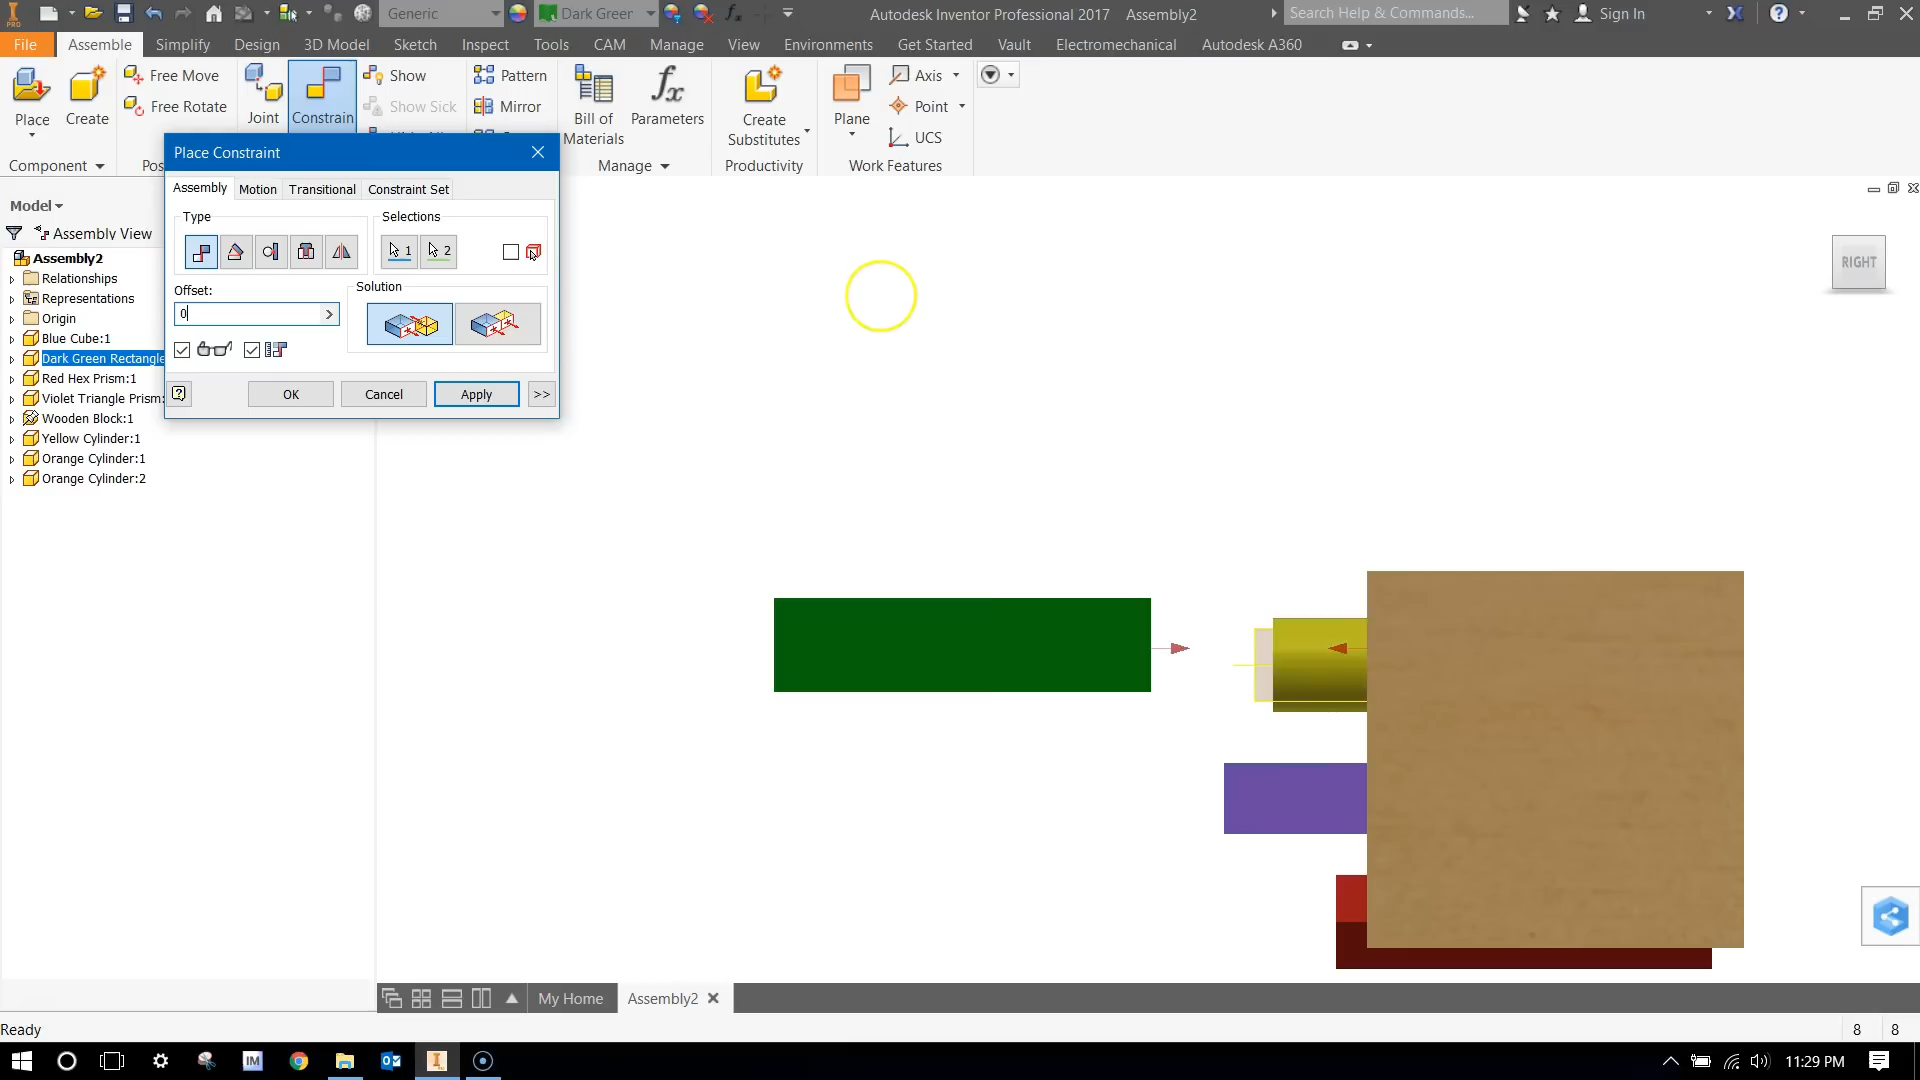 PRO
Generic
Dark Greer
fx
Autodesk Inventor Professional 2017 Assembly2
Search Help & Commands...
Sign In
File Assemble Simplify Design 3D Model Sketch Inspect Tools CAM Manage View Environments Get Started Vault Electromechanical Autodesk A360
Place
Create
Free Move
Free Rotate
Joint
Constrain
Show
Show Sick
Pattern
Mirror
Bill of
Materials
fx
Parameters
Create
Substitutes
Plane
Axis
Point
UCS
Component
Pos
Manage
Productivity
Work Features
Place Constraint
Assembly Motion Transitional Constraint Set
Type
Selections
1
2
Offset:
0
Solution
OK
Cancel
Apply
>>
Model
Assembly View
Assembly2
Relationships
Representations
Origin
Blue Cube:1
Dark Green Rectangle
Red Hex Prism:1
Violet Triangle Prism:
Wooden Block:1
Yellow Cylinder:1
Orange Cylinder:1
Orange Cylinder:2
RIGHT
My Home
Assembly2
Ready
8 8
IM
11:29 PM